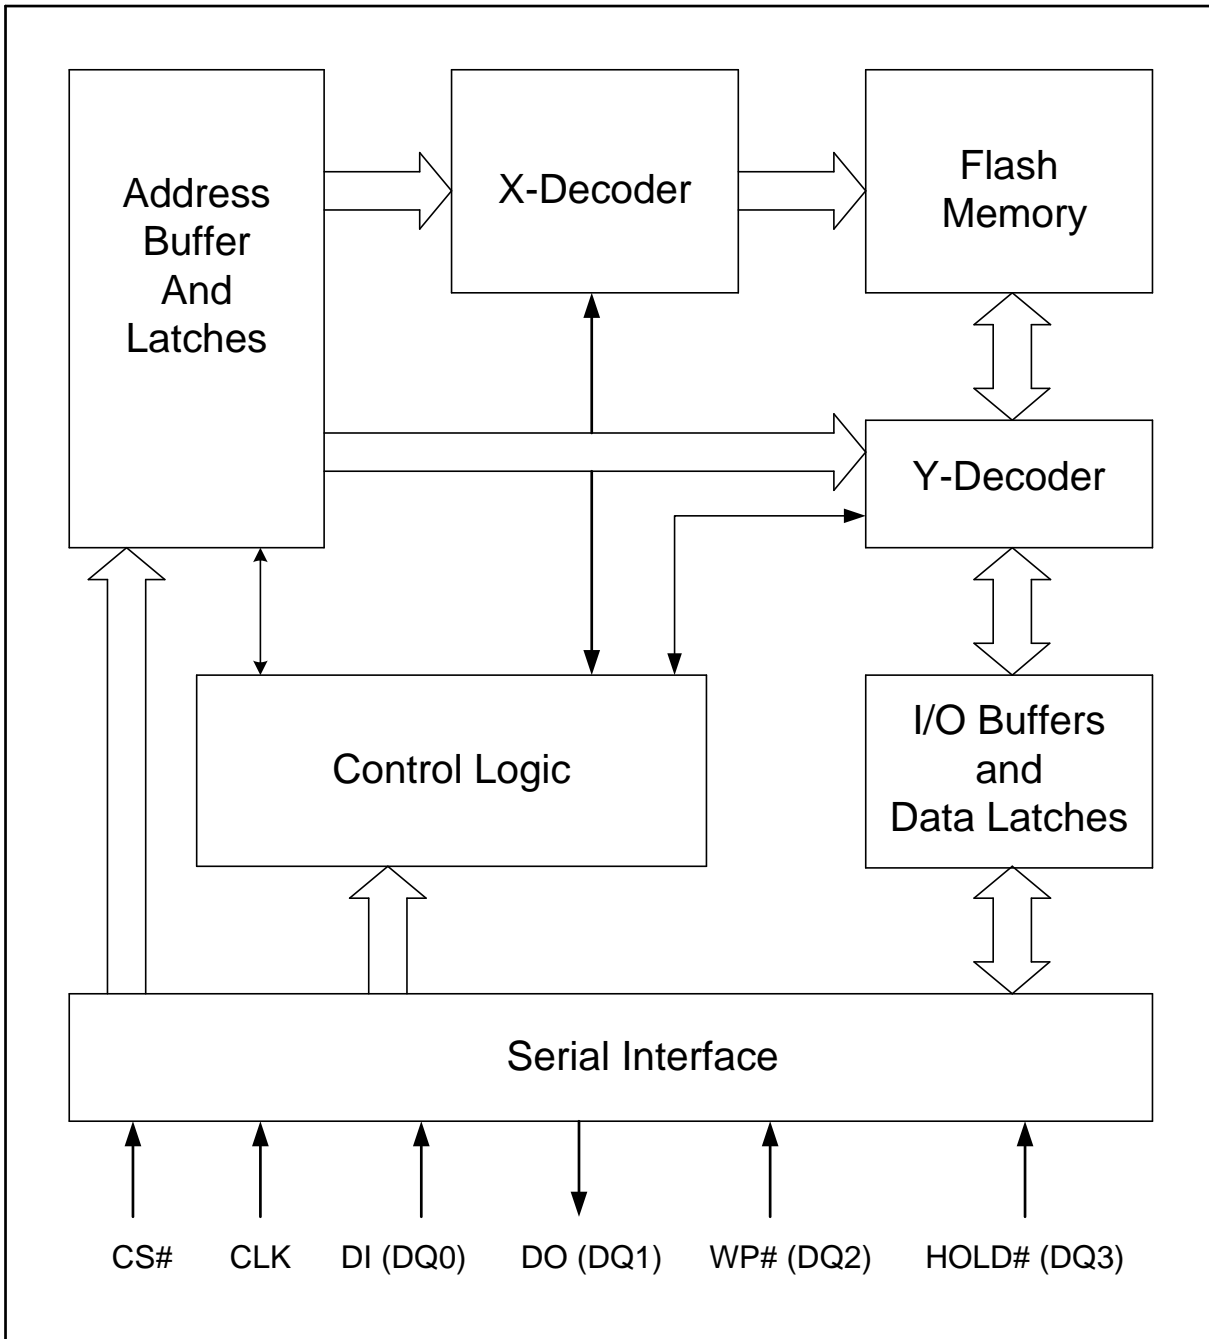 Address
Buffer
And
Latches
X-Decoder
Flash
Memory
Y-Decoder
Control Logic
I/O Buffers
and
Data Latches
Serial Interface
CS#
CLK
DI (DQ0)
DO (DQ1)
WP# (DQ2)
HOLD# (DQ3)